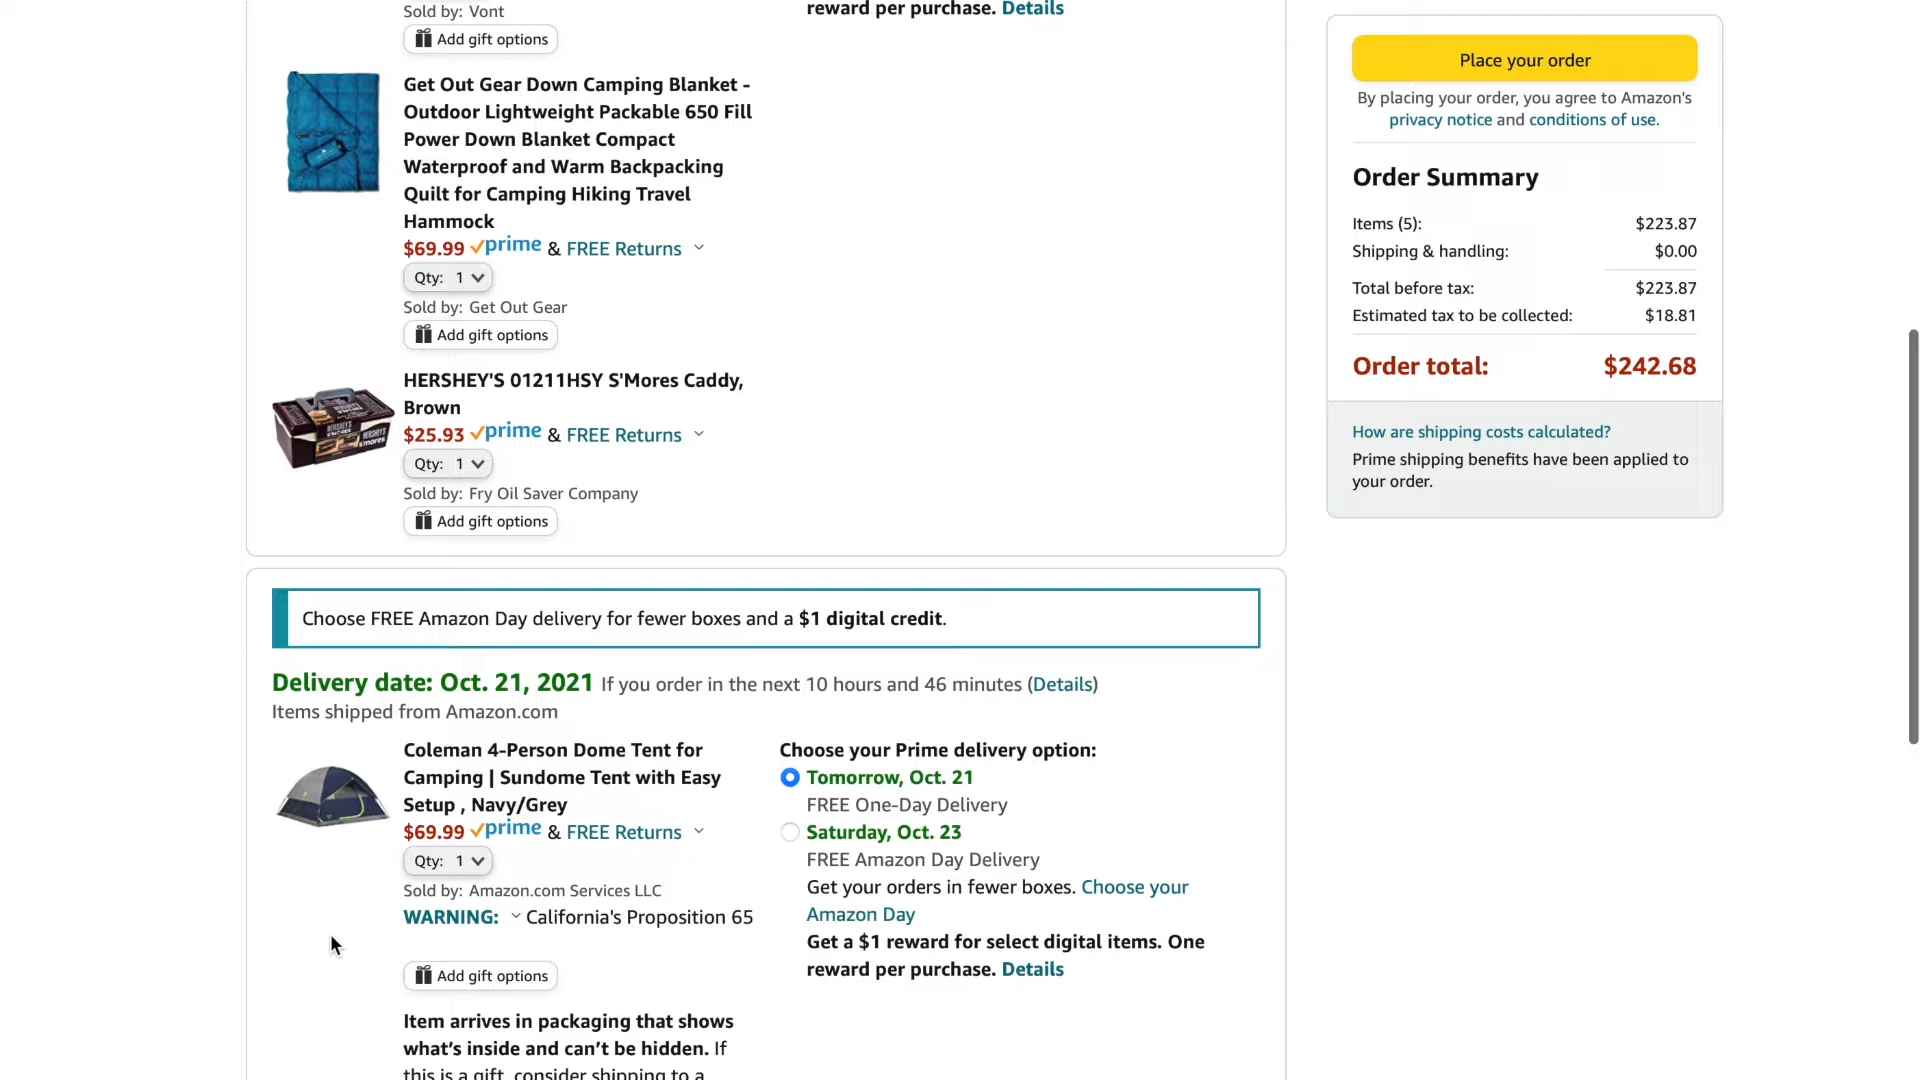 Sold by: Vont
Add gift options
reward per purchase. Details
Get Out Gear Down Camping Blanket -
Outdoor Lightweight Packable 650 Fill
Power Down Blanket Compact
Waterproof and Warm Backpacking
Quilt for Camping Hiking Travel
Hammock
$69.99 prime & FREE Returns
Qty: 1
Sold by: Get Out Gear
Add gift options
HERSHEY'S 01211HSY S'Mores Caddy,
Brown
$25.93 prime & FREE Returns
Qty: 1
Sold by: Fry Oil Saver Company
Add gift options
Choose FREE Amazon Day delivery for fewer boxes and a $1 digital credit.
Delivery date: Oct. 21, 2021 If you order in the next 10 hours and 46 minutes (Details)
Items shipped from Amazon.com
Coleman 4-Person Dome Tent for
Camping | Sundome Tent with Easy
Setup , Navy/Grey
$69.99 prime & FREE Returns
Qty: 1
Sold by: Amazon.com Services LLC
WARNING: California's Proposition 65
Add gift options
Item arrives in packaging that shows
what's inside and can't be hidden. If
this is a gift, consider shipping to a
Choose your Prime delivery option:
Tomorrow, Oct. 21
FREE One-Day Delivery
Saturday, Oct. 23
FREE Amazon Day Delivery
Get your orders in fewer boxes. Choose your
Amazon Day
Get a $1 reward for select digital items. One
reward per purchase. Details
Place your order
By placing your order, you agree to Amazon's
privacy notice and conditions of use.
Order Summary
Items (5): $223.87
Shipping & handling: $0.00
Total before tax: $223.87
Estimated tax to be collected: $18.81
Order total: $242.68
How are shipping costs calculated?
Prime shipping benefits have been applied to
your order.